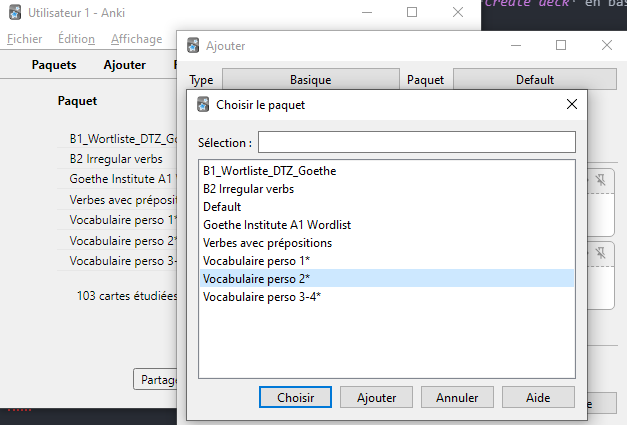 create deck" en bas
Utilisateur 1 - Anki
Fichier Édition Affichage
Paquets Ajouter
Paquet
B1_Wortliste_DTZ_Go
B2 Irregular verbs
Goethe Institute A1 Wo
Verbes avec prépositi
Vocabulaire perso 1*
Vocabulaire perso 2*
Vocabulaire perso 3-
103 cartes étudiées
Partag
Ajouter
Type Basique Paquet Default
Choisir le paquet
Sélection :
B1_Wortliste_DTZ_Goethe
B2 Irregular verbs
Default
Goethe Institute A1 Wordlist
Verbes avec prépositions
Vocabulaire perso 1*
Vocabulaire perso 2*
Vocabulaire perso 3-4*
Choisir Ajouter Annuler Aide